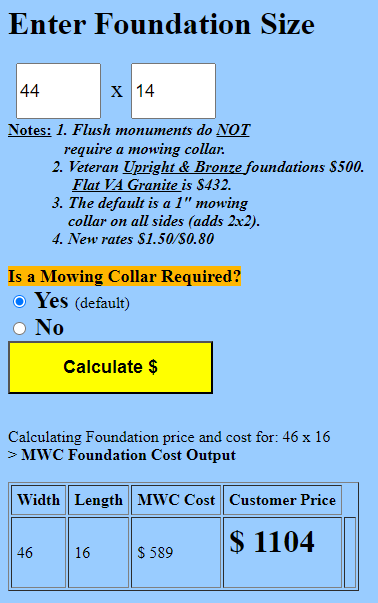 Enter Foundation Size
44 x 14
Notes: 1. Flush monuments do NOT
require a mowing collar.
2. Veteran Upright & Bronze foundations $500.
Flat VA Granite is $432.
3. The default is a 1" mowing
collar on all sides (adds 2x2).
4. New rates $1.50/$0.80
Is a Mowing Collar Required?
Yes (default)
No
Calculate $
Calculating Foundation price and cost for: 46 x 16
> MWC Foundation Cost Output
Width Length MWC Cost Customer Price
46 16 $ 589 $ 1104